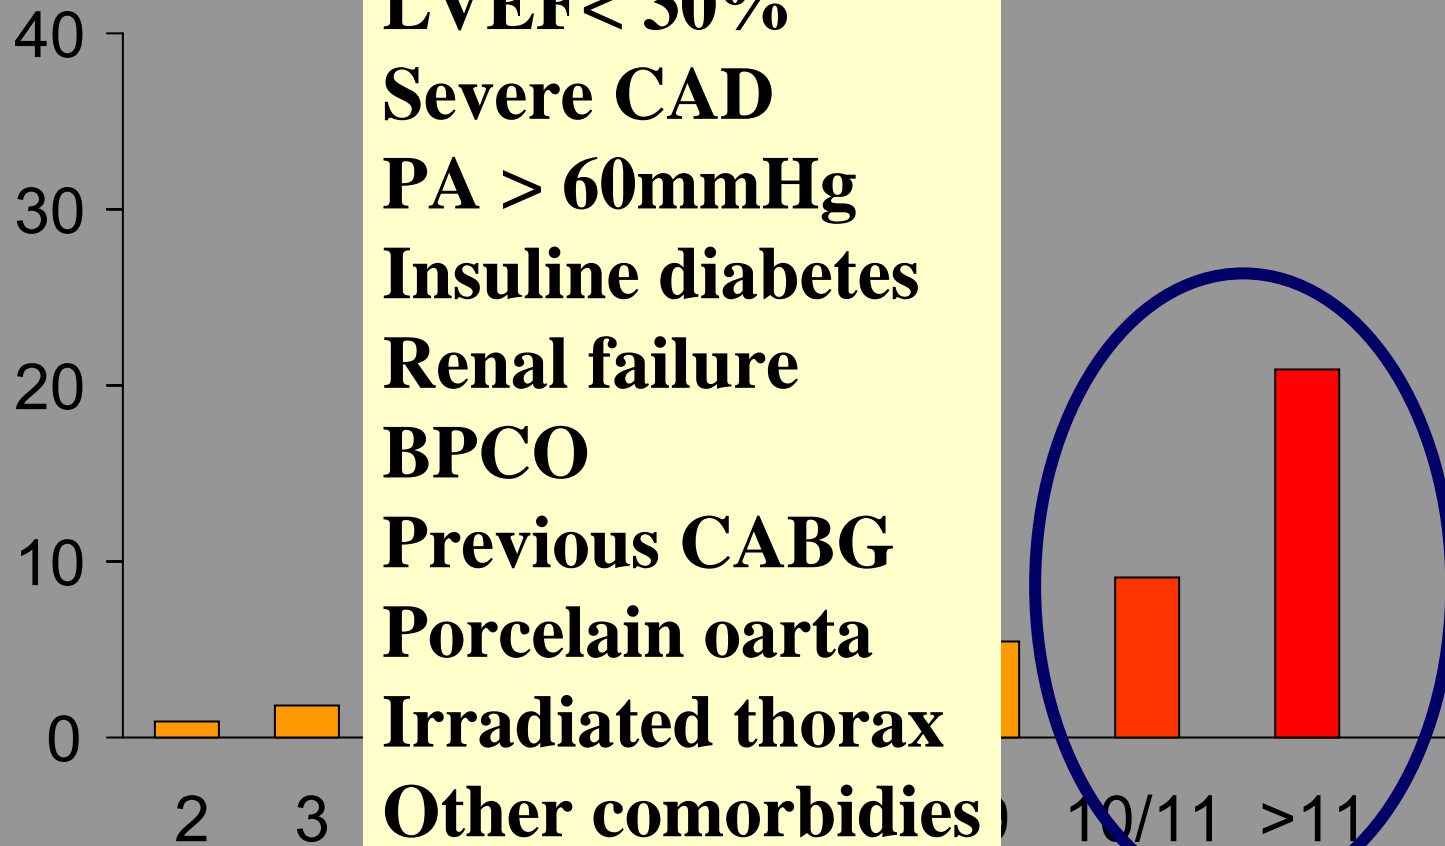 40
30
20
10
0
LVEF< 30%
Severe CAD
PA > 60mmHg
Insuline diabetes
Renal failure
BPCO
Previous CABG
Porcelain oarta
Irradiated thorax
Other comorbidies
2 3 10/11 >11